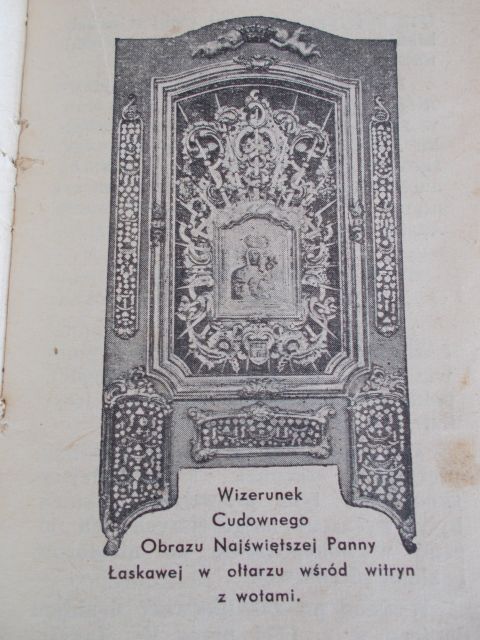 Wizerunek
Cudownego
Obrazu Najświętszej Panny
Łaskawej w ołtarzu wśród witryn
z wotami.